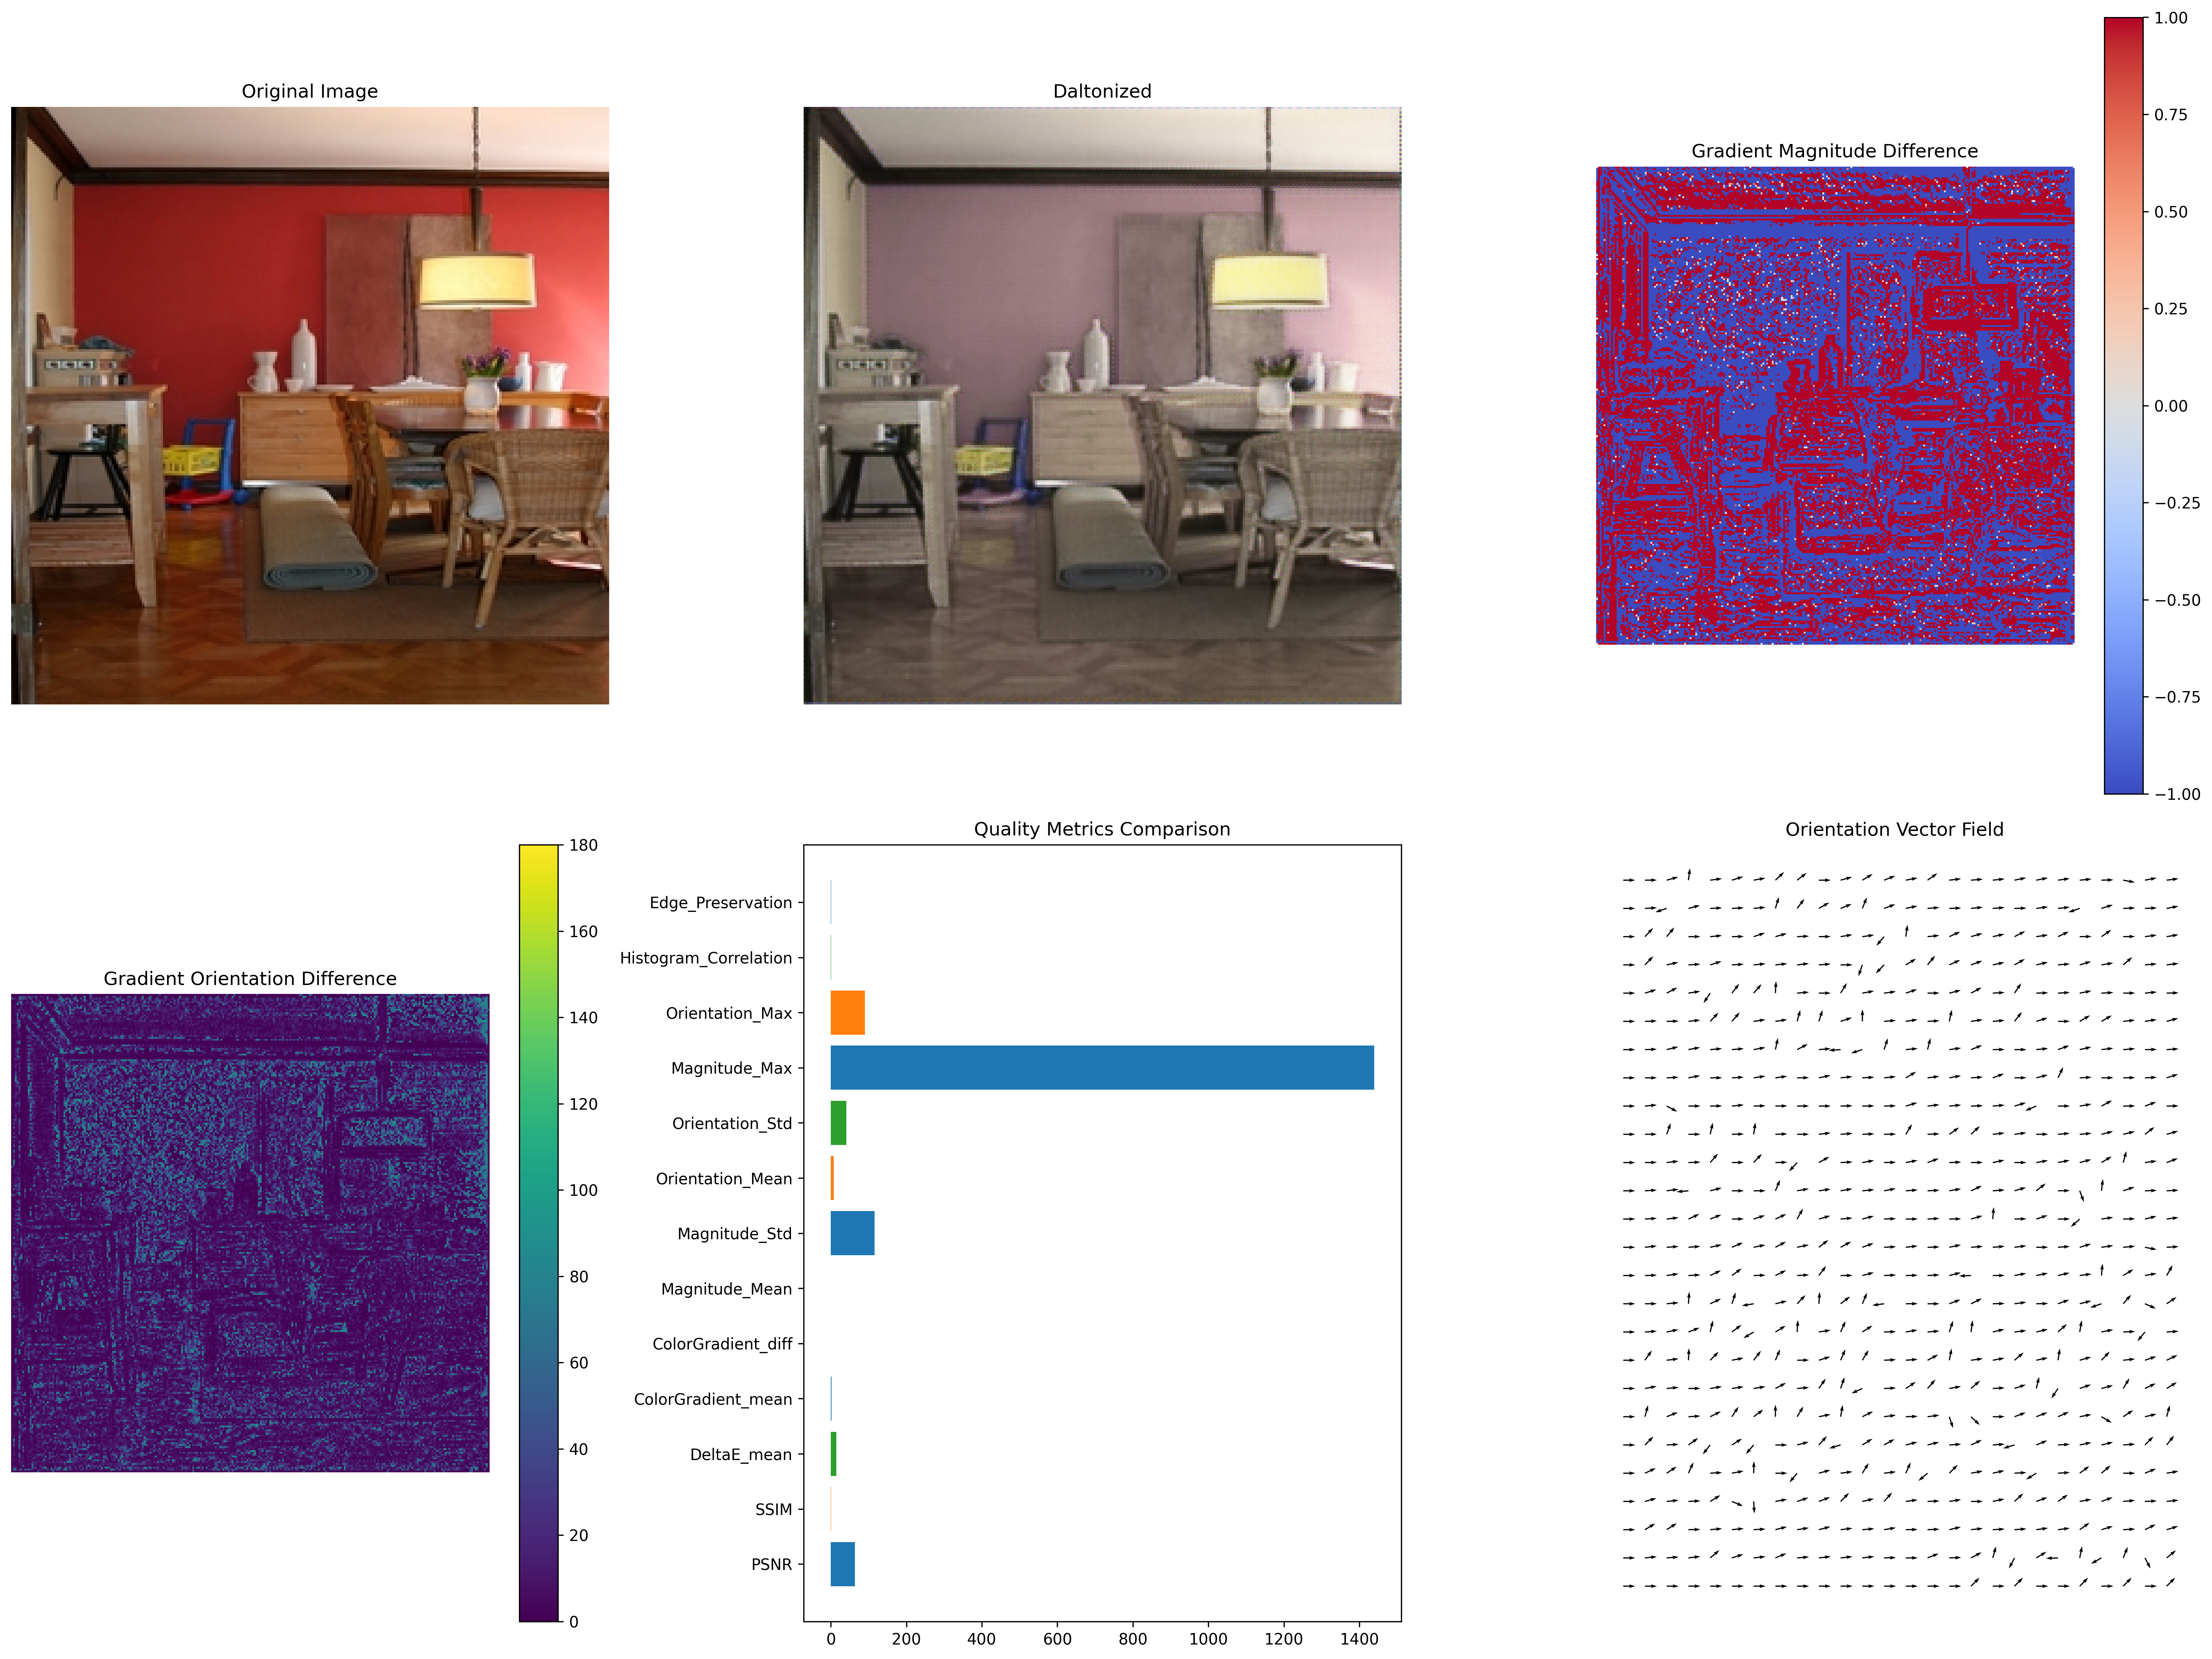 Original Image
Daltonized
Gradient Magnitude Difference
1.00
0.75
0.50
0.25
0.00
−0.25
−0.50
−0.75
−1.00
Gradient Orientation Difference
180
160
140
120
100
80
60
40
20
0
Quality Metrics Comparison
Edge_Preservation
Histogram_Correlation
Orientation_Max
Magnitude_Max
Orientation_Std
Orientation_Mean
Magnitude_Std
Magnitude_Mean
ColorGradient_diff
ColorGradient_mean
DeltaE_mean
SSIM
PSNR
0 200 400 600 800 1000 1200 1400
Orientation Vector Field